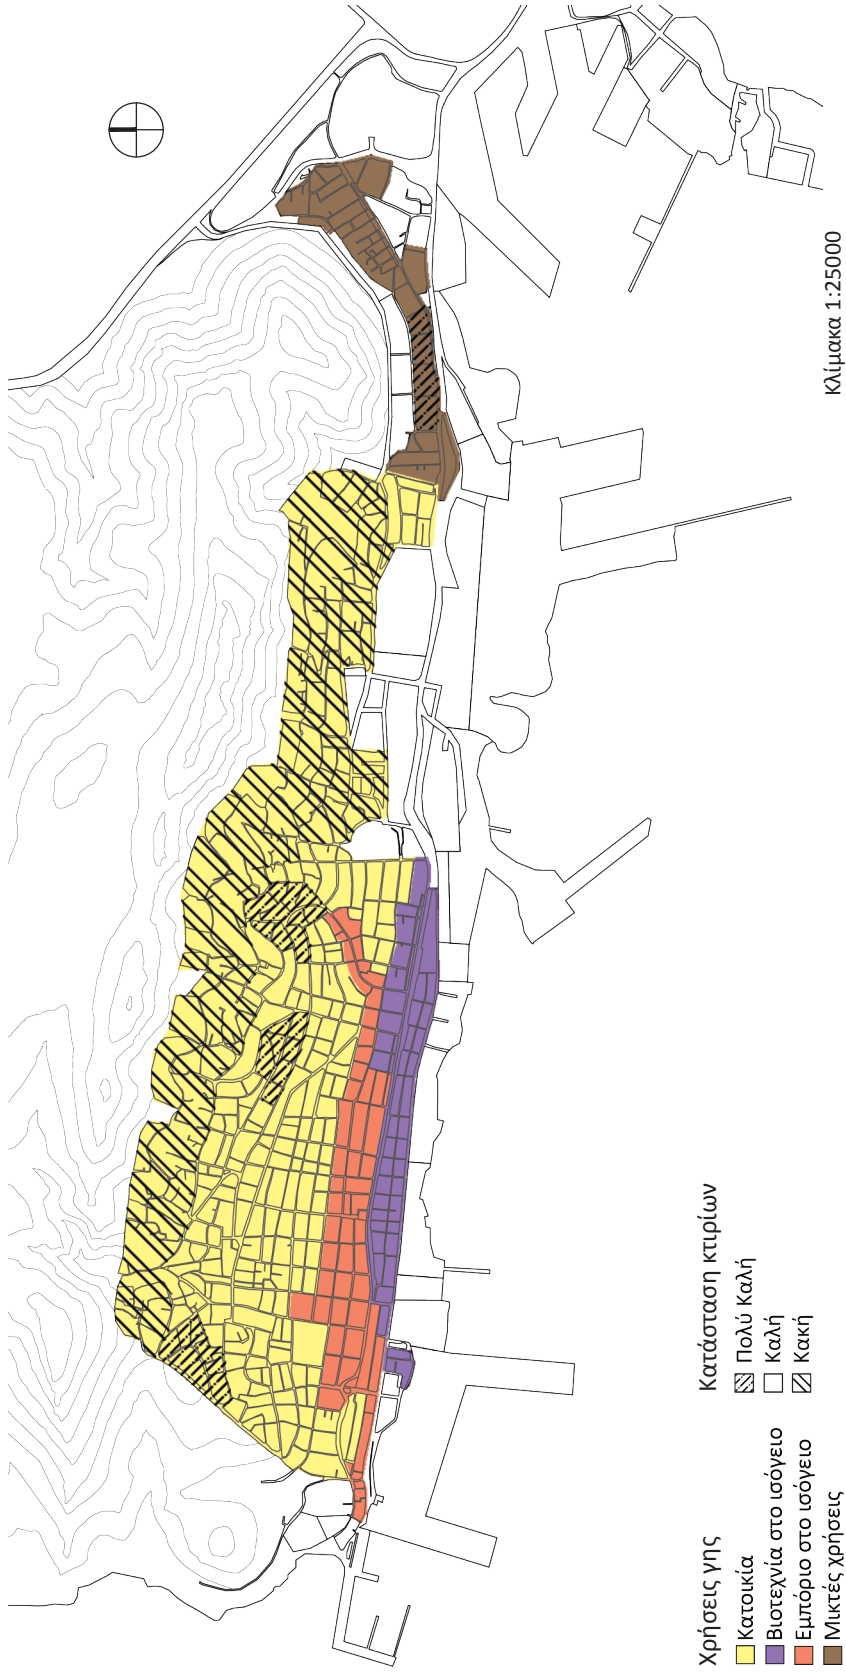 Χρήσεις γης
Κατοικία
Βιοτεχνία στο ισόγειο
Εμπόριο στο ισόγειο
Μικτές χρήσεις
Κατάσταση κτιρίων
Πολύ Καλή
Καλή
Κακή
Κλίμακα 1:25000